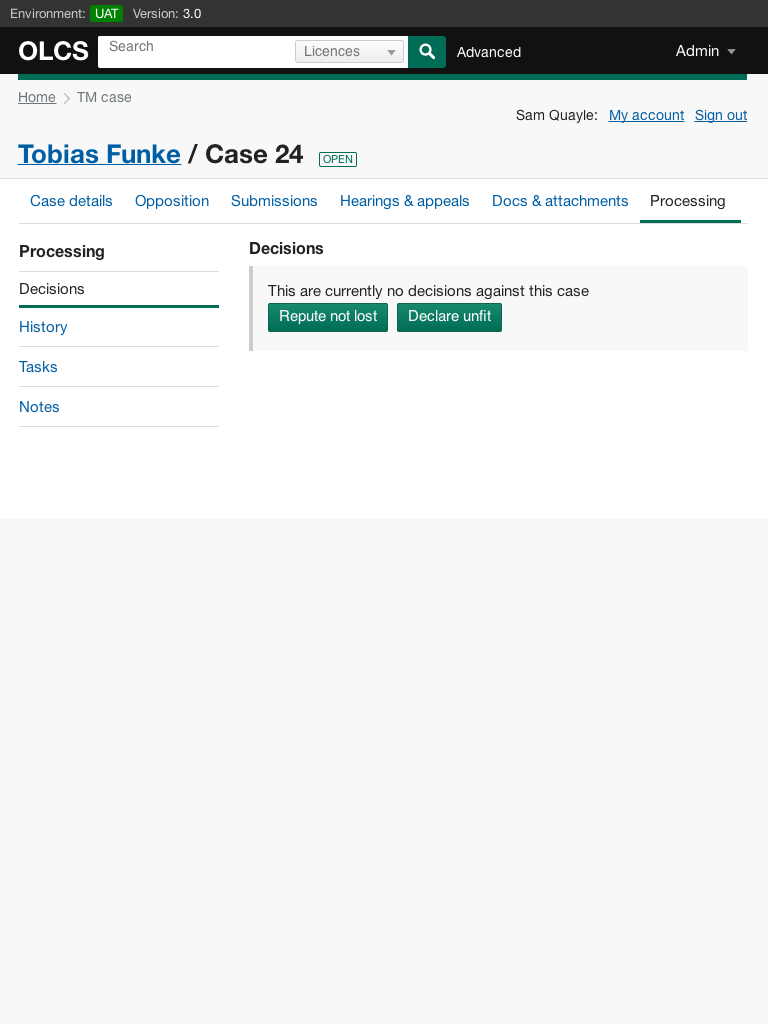 Environment: UAT Version: 3.0
OLCS Search Licences Advanced Admin
Home TM case
Sam Quayle: My account Sign out
Tobias Funke / Case 24 OPEN
Case details Opposition Submissions Hearings & appeals Docs & attachments Processing
Processing
Decisions
History
Tasks
Notes
Decisions
This are currently no decisions against this case
Repute not lost Declare unfit